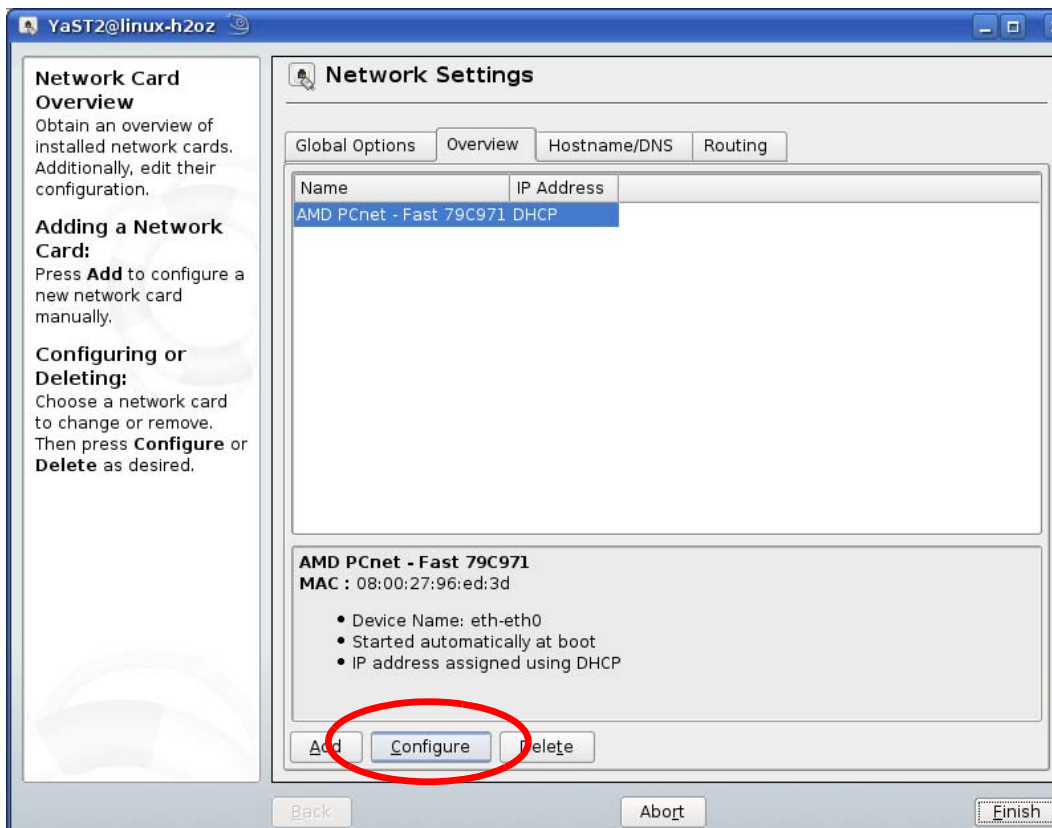 YaST2@linux-h2oz
Network Card
Overview
Obtain an overview of
installed network cards.
Additionally, edit their
configuration.
Adding a Network
Card:
Press Add to configure a
new network card
manually.
Configuring or
Deleting:
Choose a network card
to change or remove.
Then press Configure or
Delete as desired.
Network Settings
Global Options Overview Hostname/DNS Routing
Name IP Address
AMD PCnet - Fast 79C971 DHCP
AMD PCnet - Fast 79C971
MAC : 08:00:27:96:ed:3d
• Device Name: eth-eth0
• Started automatically at boot
• IP address assigned using DHCP
Add Configure Delete
Back Abort Finish